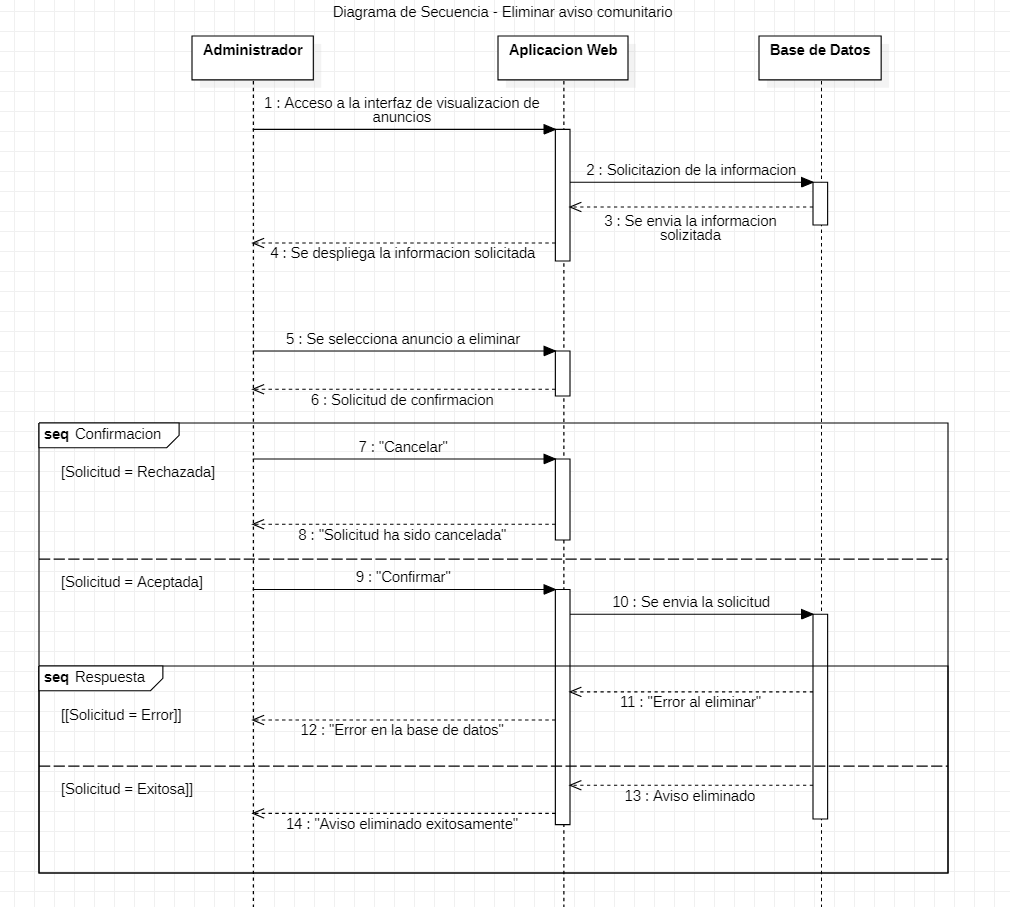 Diagrama de Secuencia - Eliminar aviso comunitario
Administrador
Aplicacion Web
Base de Datos
1 : Acceso a la interfaz de visualizacion de
anuncios
2 : Solicitazion de la informacion
3 : Se envia la informacion
solizitada
4 : Se despliega la informacion solicitada
5 : Se selecciona anuncio a eliminar
6 : Solicitud de confirmacion
seq Confirmacion
7 : "Cancelar"
[Solicitud = Rechazada]
8 : "Solicitud ha sido cancelada"
9 : "Confirmar"
[Solicitud = Aceptada]
10 : Se envia la solicitud
seq Respuesta
11 : "Error al eliminar"
[[Solicitud = Error]]
12 : "Error en la base de datos"
[Solicitud = Exitosa]]
13 : Aviso eliminado
14 : "Aviso eliminado exitosamente"